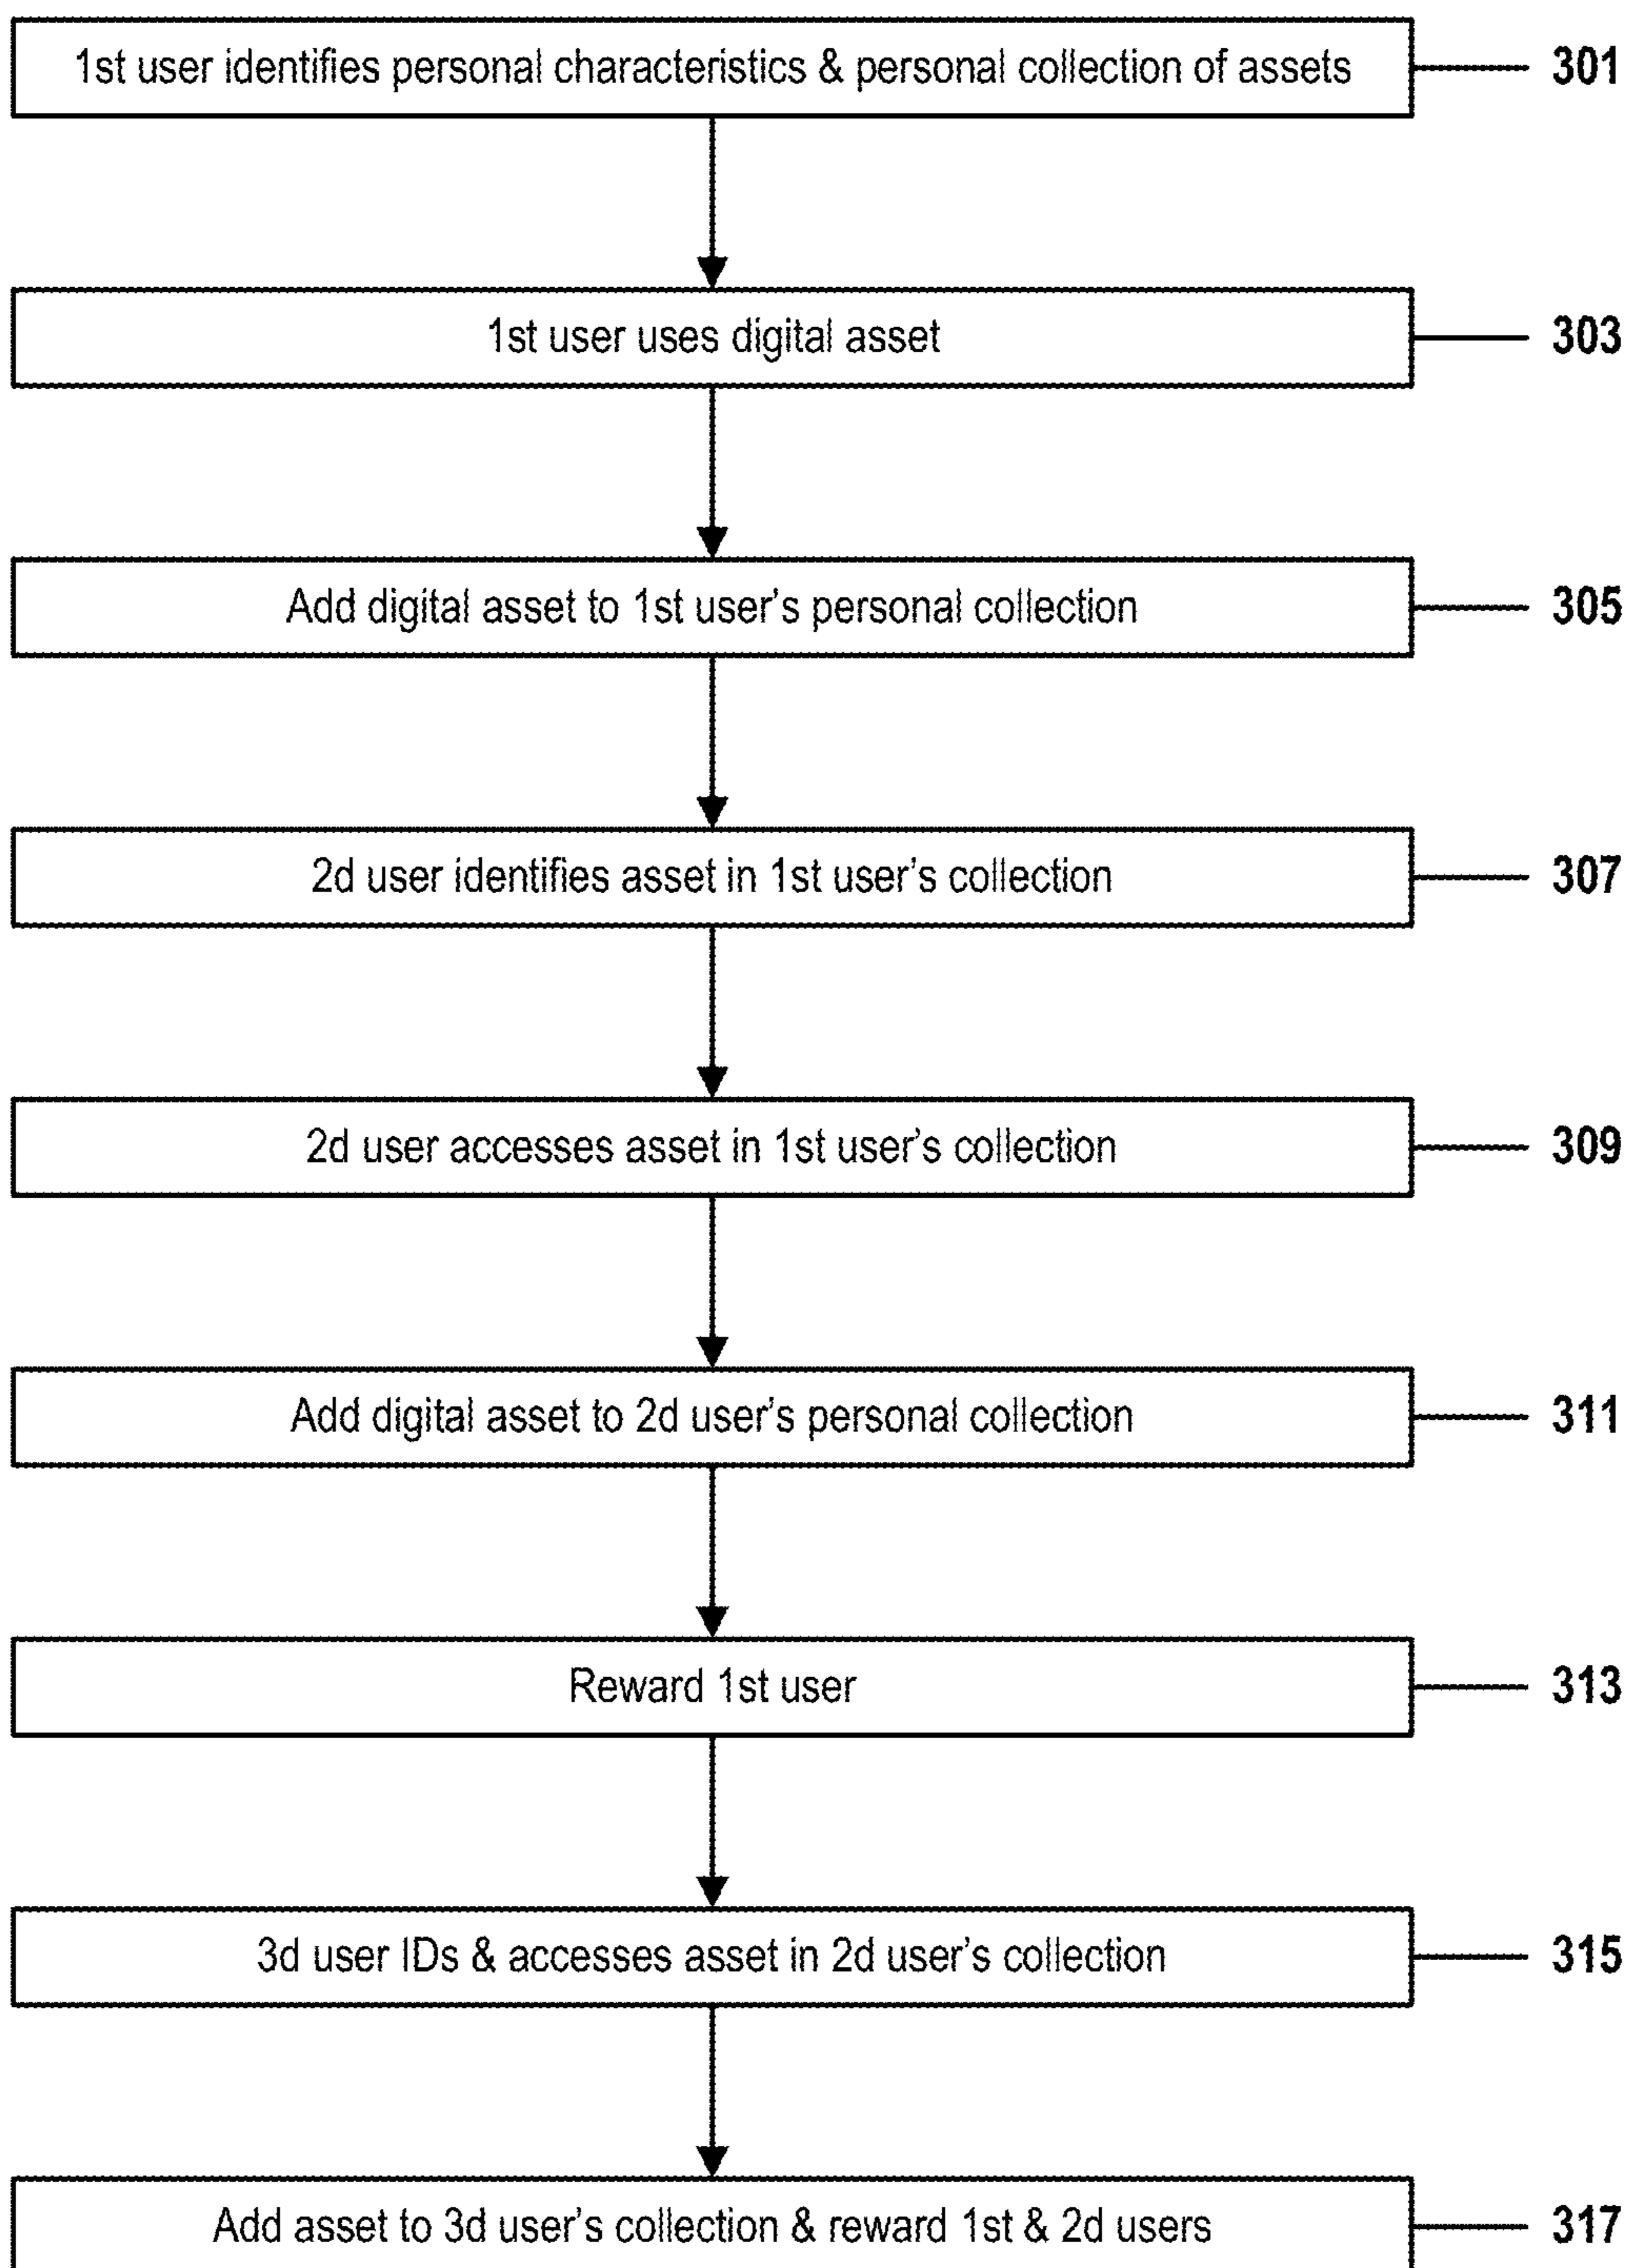 1st user identifies personal characteristics & personal collection of assets 301
1st user uses digital asset 303
Add digital asset to 1st user's personal collection 305
2d user identifies asset in 1st user's collection 307
2d user accesses asset in 1st user's collection 309
Add digital asset to 2d user's personal collection 311
Reward 1st user 313
3d user IDs & accesses asset in 2d user's collection 315
Add asset to 3d user's collection & reward 1st & 2d users 317